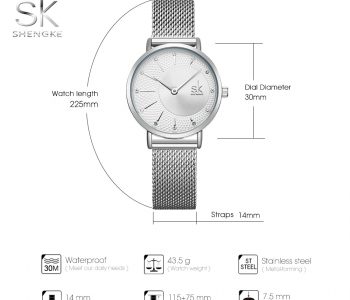 SK
SHENGKE
Watch length
225mm
Dial Diameter
30mm
SK
Straps 14mm
30M
Waterproof
( Meet our daily needs )
43.5 g
( Watch weight )
ST
STEEL
Stainless steel
( Metalforming )
14 mm
115+75 mm
7.5 mm